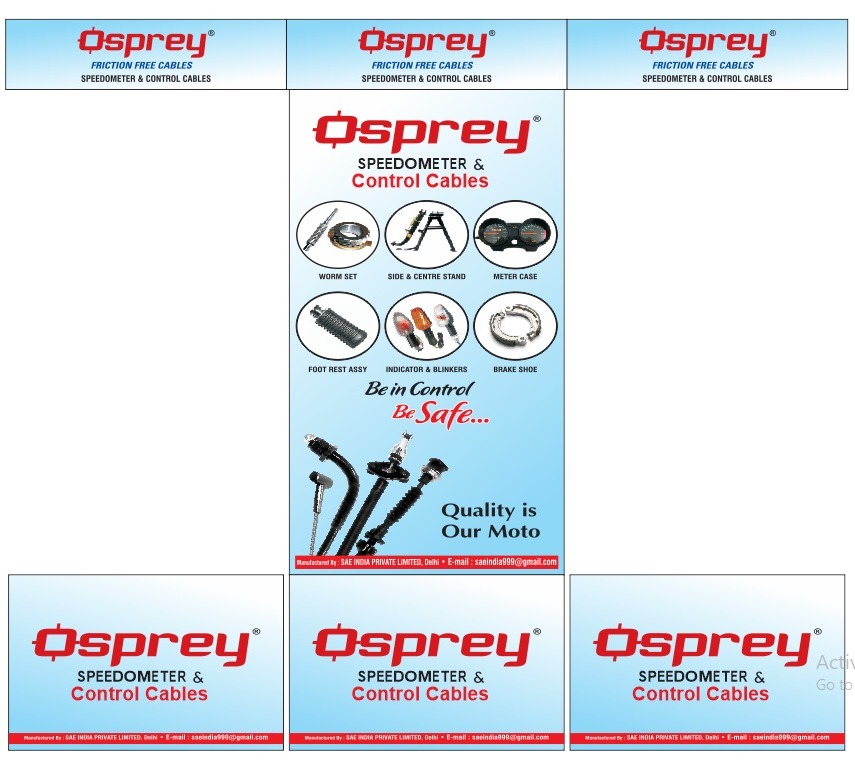 Osprey®
FRICTION FREE CABLES
SPEEDOMETER & CONTROL CABLES
Osprey®
FRICTION FREE CABLES
SPEEDOMETER & CONTROL CABLES
Osprey®
FRICTION FREE CABLES
SPEEDOMETER & CONTROL CABLES
Osprey®
SPEEDOMETER &
Control Cables
WORM SET
SIDE & CENTRE STAND
METER CASE
FOOT REST ASSY
INDICATOR & BLINKERS
BRAKE SHOE
Be in Control
Be Safe...
Quality is
Our Moto
Manufactured By : SAE INDIA PRIVATE LIMITED, Delhi • E-mail : saeindia999@gmail.com
Osprey®
SPEEDOMETER &
Control Cables
Manufactured By : SAE INDIA PRIVATE LIMITED, Delhi • E-mail : saeindia999@gmail.com
Osprey®
SPEEDOMETER &
Control Cables
Manufactured By : SAE INDIA PRIVATE LIMITED, Delhi • E-mail : saeindia999@gmail.com
Osprey®
SPEEDOMETER &
Control Cables
Manufactured By : SAE INDIA PRIVATE LIMITED, Delhi • E-mail : saeindia999@gmail.com
Activ
Go to